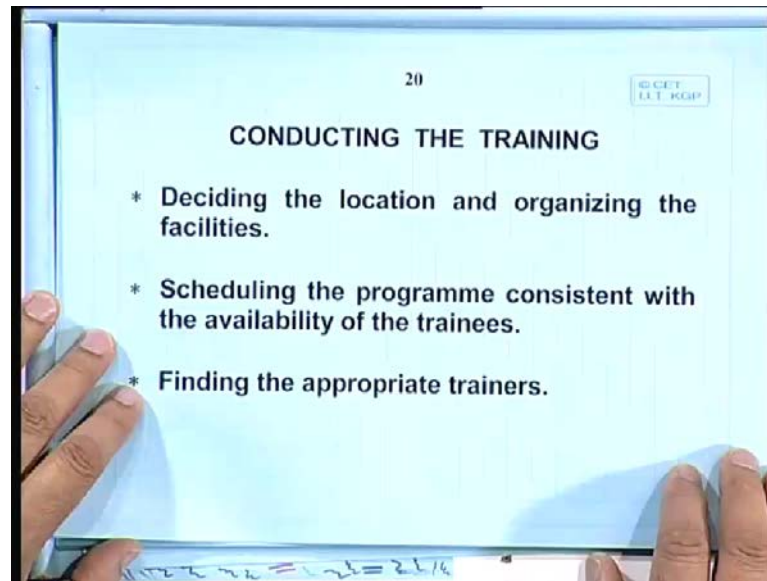 20
© CET
I.I.T. KGP
CONDUCTING THE TRAINING
* Deciding the location and organizing the
facilities.
* Scheduling the programme consistent with
the availability of the trainees.
* Finding the appropriate trainers.